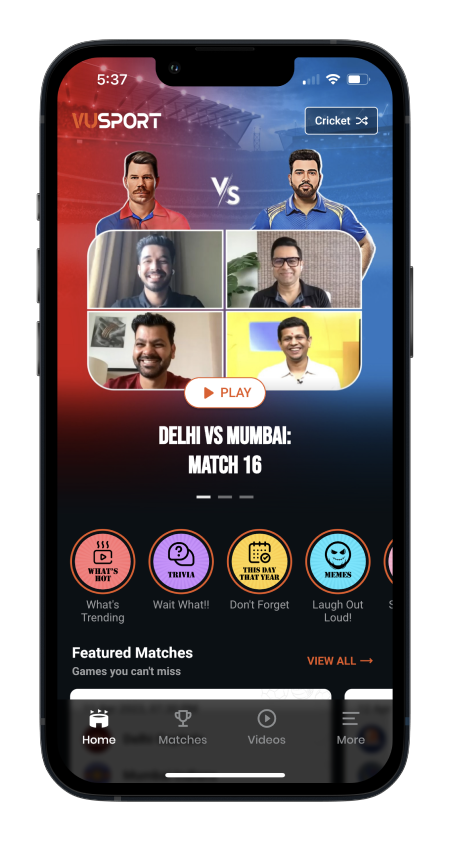 5:37
VUSPORT
Cricket
VS
PLAY
DELHI VS MUMBAI:
MATCH 16
WHAT'S
HOT
TRIVIA
THIS DAY
THAT YEAR
MEMES
What's
Trending
Wait What!!
Don't Forget
Laugh Out
Loud!
Featured Matches
Games you can't miss
VIEW ALL →
Home
Matches
Videos
More